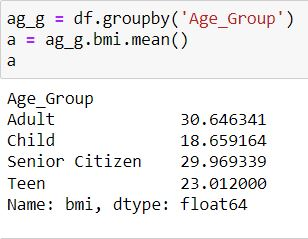 ag_g = df.groupby('Age_Group')
a = ag_g.bmi.mean()
a
Age_Group
Adult 30.646341
Child 18.659164
Senior Citizen 29.969339
Teen 23.012000
Name: bmi, dtype: float64